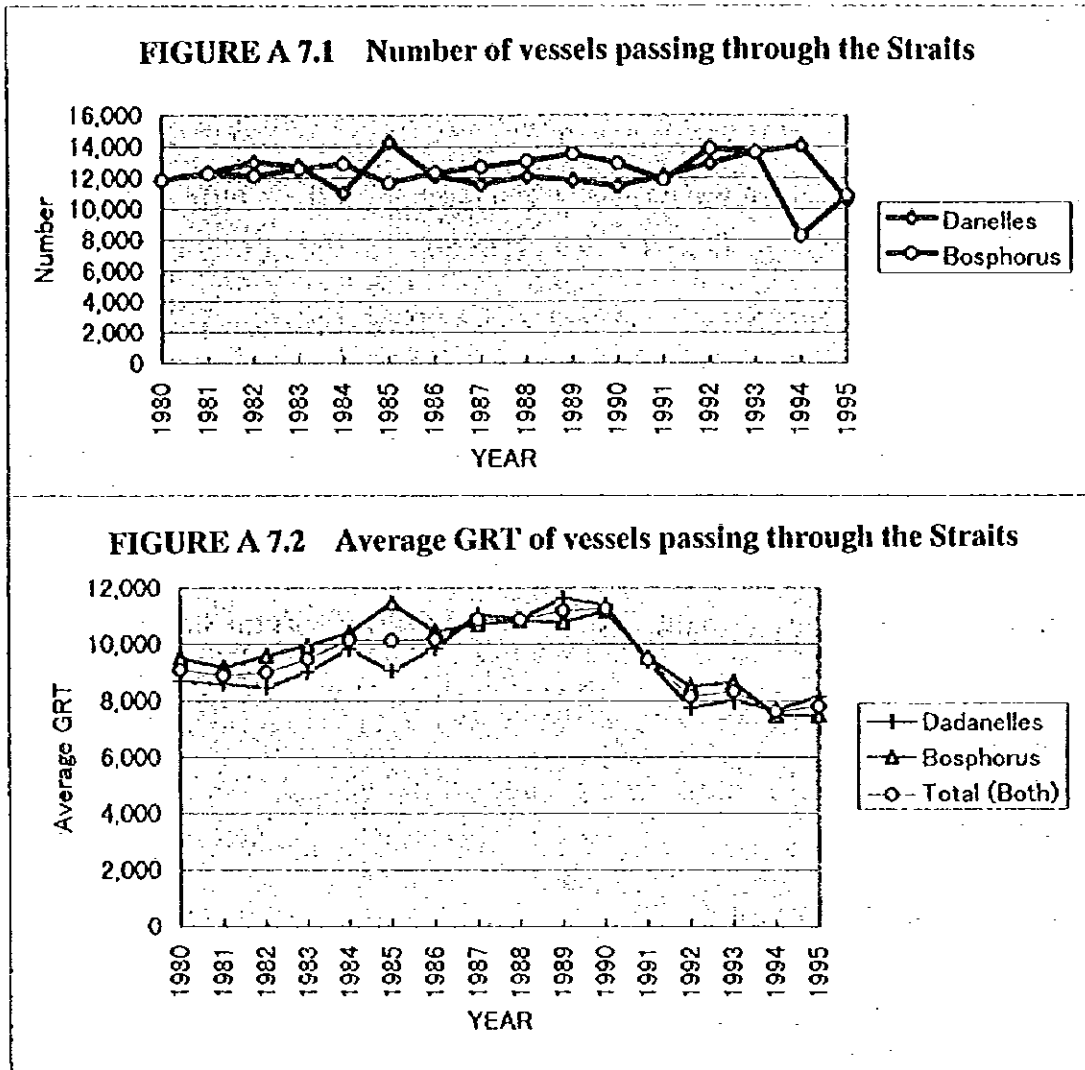 FIGURE A 7.1 Number of vessels passing through the Straits
16,000
14,000
12,000
10,000
8,000
6,000
4,000
2,000
0
Number
1980 1981 1982 1983 1984 1985 1986 1987 1988 1989 1990 1991 1992 1993 1994 1995
YEAR
Danelles
Bosphorus
FIGURE A 7.2 Average GRT of vessels passing through the Straits
12,000
10,000
8,000
6,000
4,000
2,000
0
Average GRT
1980 1981 1982 1983 1984 1985 1986 1987 1988 1989 1990 1991 1992 1993 1994 1995
YEAR
Dadanelles
Bosphorus
Total (Both)